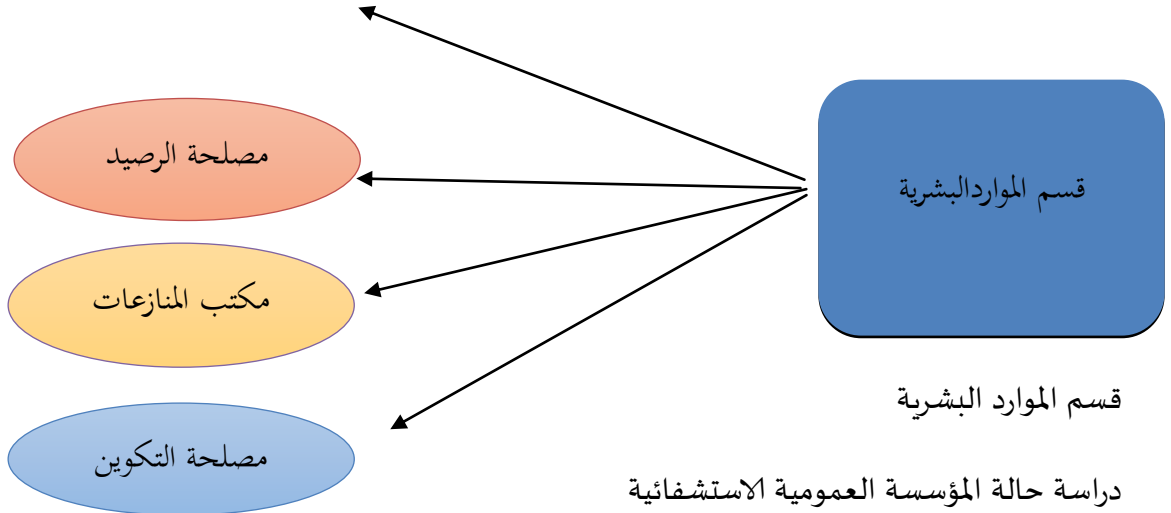 قسم المواردالبشرية
مصلحة الرصيد
مكتب المنازعات
مصلحة التكوين
قسم الموارد البشرية
دراسة حالة المؤسسة العمومية الاستشفائية